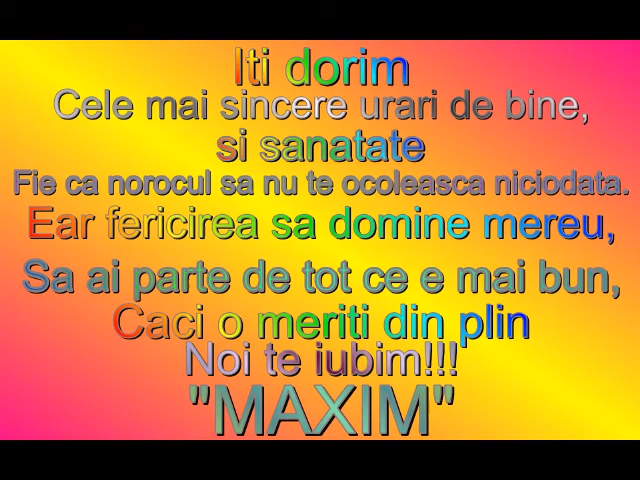 Iti dorim
Cele mai sincere urari de bine,
si sanatate
Fie ca norocul sa nu te ocoleasca niciodata.
Ear fericirea sa domine mereu,
Sa ai parte de tot ce e mai bun,
Caci o meriti din plin
Noi te iubim!!!
"MAXIM"